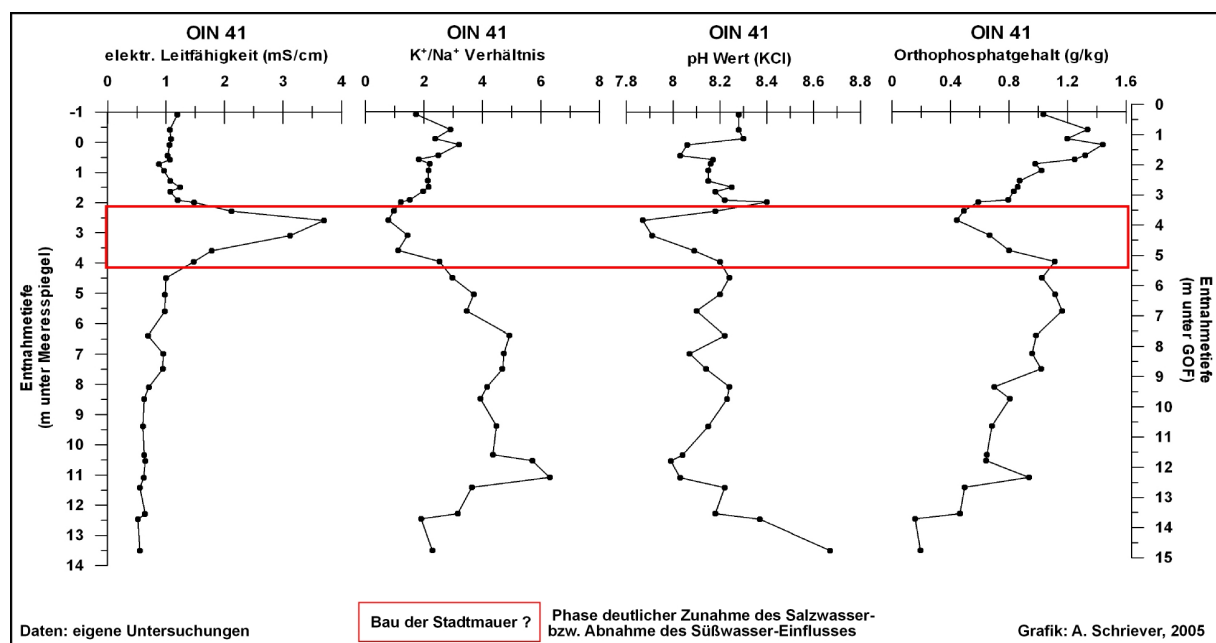 OIN 41
elektr. Leitfähigkeit (mS/cm)
0 1 2 3 4
OIN 41
K⁺/Na⁺ Verhältnis
0 2 4 6 8
OIN 41
pH Wert (KCl)
7.8 8 8.2 8.4 8.6 8.8
OIN 41
Orthophosphatgehalt (g/kg)
0 0.4 0.8 1.2 1.6
Entnahmetiefe
(m unter Meeresspiegel)
-1
0
1
2
3
4
5
6
7
8
9
10
11
12
13
14
Entnahmetiefe
(m unter GOF)
0
1
2
3
4
5
6
7
8
9
10
11
12
13
14
15
Daten: eigene Untersuchungen
Bau der Stadtmauer ?
Phase deutlicher Zunahme des Salzwasser-
bzw. Abnahme des Süßwasser-Einflusses
Grafik: A. Schriever, 2005